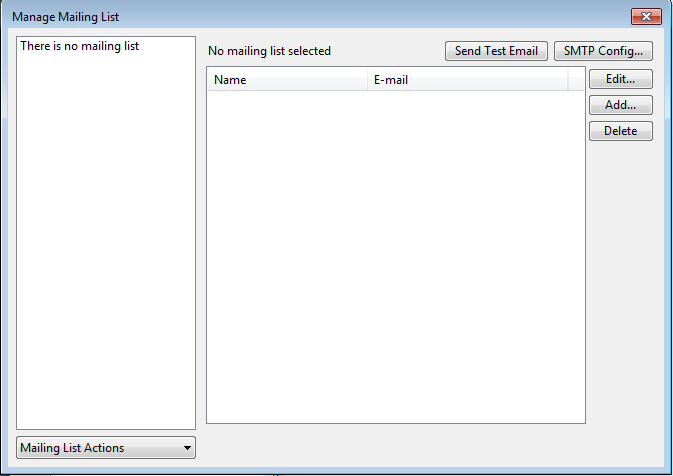 Manage Mailing List
There is no mailing list
No mailing list selected
Send Test Email
SMTP Config...
Name
E-mail
Edit...
Add...
Delete
Mailing List Actions